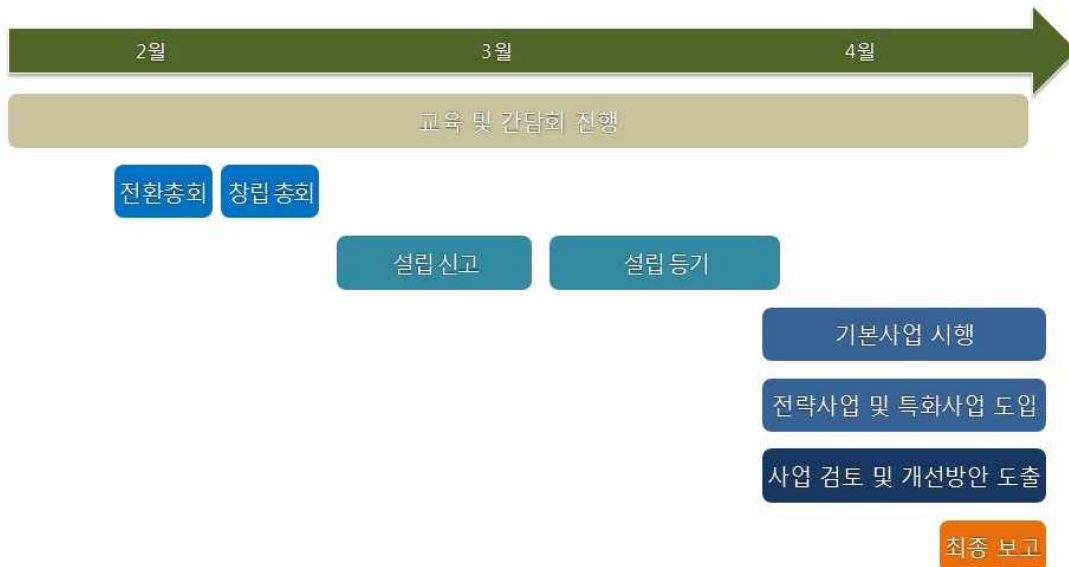 2월 3월 4월
교육 및 간담회 진행
전환총회 창립 총회
설립 신고 설립 등기
기본사업 시행
전략사업 및 특화사업 도입
사업 검토 및 개선방안 도출
최종 보고